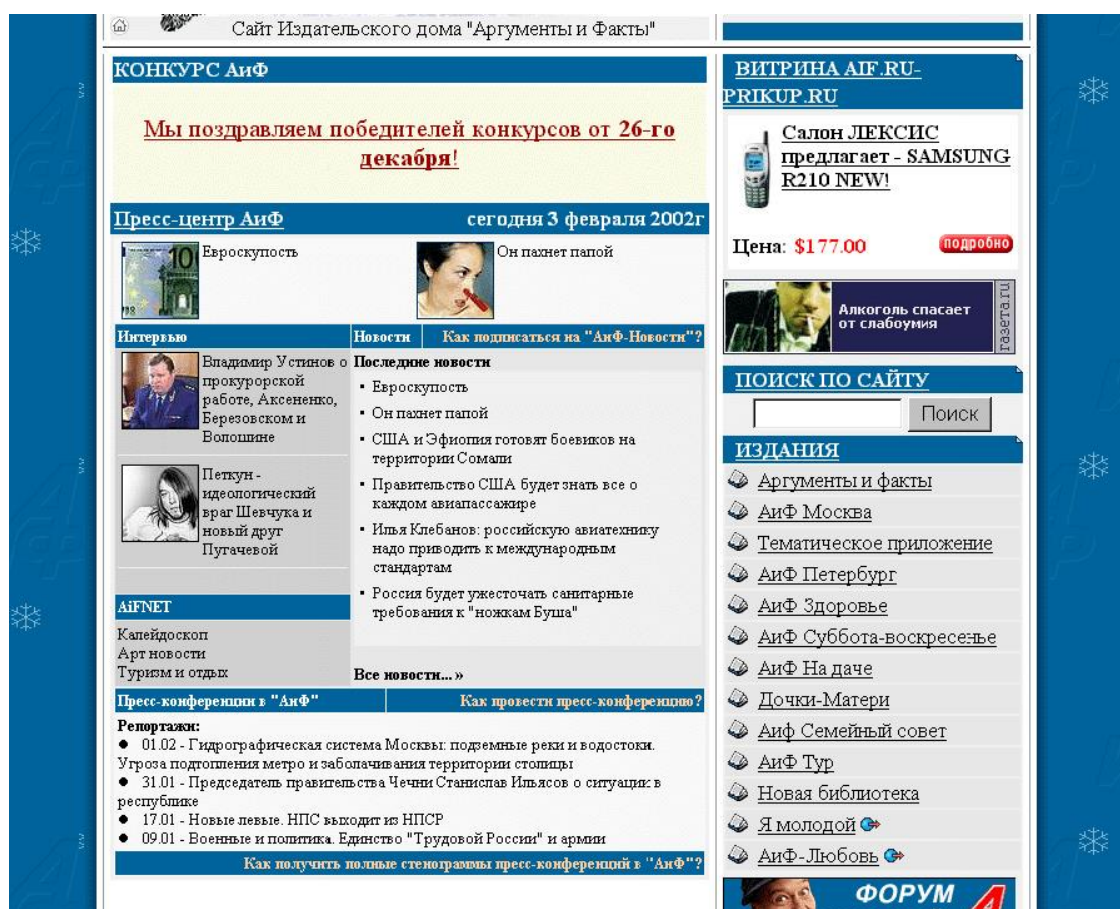 Сайт Издательского дома "Аргументы и Факты"
КОНКУРС АиФ
Мы поздравляем победителей конкурсов от 26-го
декабря!
Пресс-центр АиФ
сегодня 3 февраля 2002г
Евроскупость
Он пахнет папой
Интервью
Владимир Устинов о
прокурорской
работе, Аксененко,
Березовском и
Волошине
Петкун -
идеологический
враг Шевчука и
новый друг
Пугачевой
AiFNET
Калейдоскоп
Арт новости
Туризм и отдых
Новости
Как подписаться на "АиФ-Новости"?
Последние новости
Евроскупость
Он пахнет папой
США и Эфиопия готовят боевиков на
территории Сомали
Правительство США будет знать все о
каждом авиапассажире
Илья Клебанов: российскую авиатехнику
надо приводить к международным
стандартам
Россия будет ужесточать санитарные
требования к "ножкам Буша"
Все новости... »
Пресс-конференции в "АиФ"
Как провести пресс-конференцию?
Репортажи:
● 01.02 - Гидрографическая система Москвы: подземные реки и водостоки.
Угроза подтопления метро и заболачивания территории столицы
● 31.01 - Председатель правительства Чечни Станислав Ильясов о ситуации в
республике
● 17.01 - Новые левые. НПС выходит из НПСР
● 09.01 - Военные и политика. Единство "Трудовой России" и армии
Как получить полные стенограммы пресс-конференций в "АиФ"?
ВИТРИНА AIF.RU-
PRIKUP.RU
Салон ЛЕКСИС
предлагает - SAMSUNG
R210 NEW!
Цена: $177.00
подробно
Алкоголь спасает
от слабоумия
газета.ru
ПОИСК ПО САЙТУ
Поиск
ИЗДАНИЯ
Аргументы и факты
АиФ Москва
Тематическое приложение
АиФ Петербург
АиФ Здоровье
АиФ Суббота-воскресенье
АиФ На даче
Дочки-Матери
Аиф Семейный совет
АиФ Тур
Новая библиотека
Я молодой
АиФ-Любовь
ФОРУМ